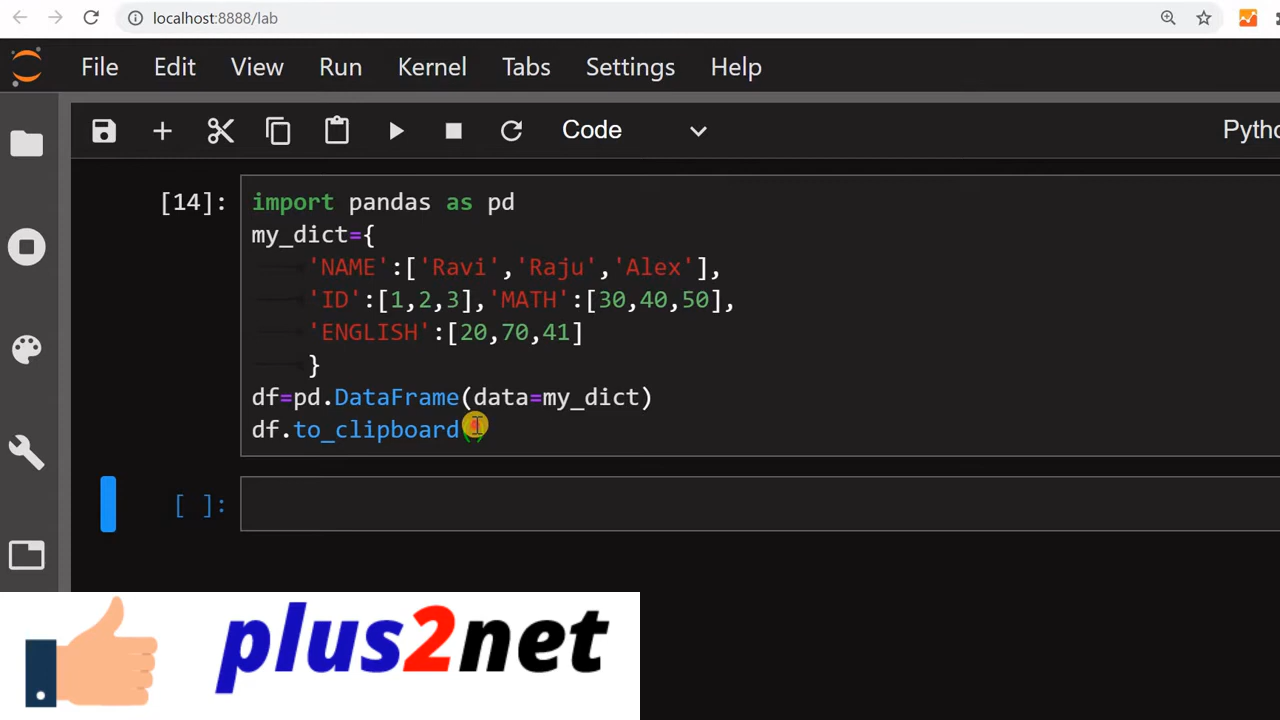 localhost:8888/lab
File Edit View Run Kernel Tabs Settings Help
Code Pytho
[14]: import pandas as pd
my_dict={
'NAME':['Ravi','Raju','Alex'],
'ID':[1,2,3],'MATH':[30,40,50],
'ENGLISH':[20,70,41]
}
df=pd.DataFrame(data=my_dict)
df.to_clipboard()
[ ]:
plus2net